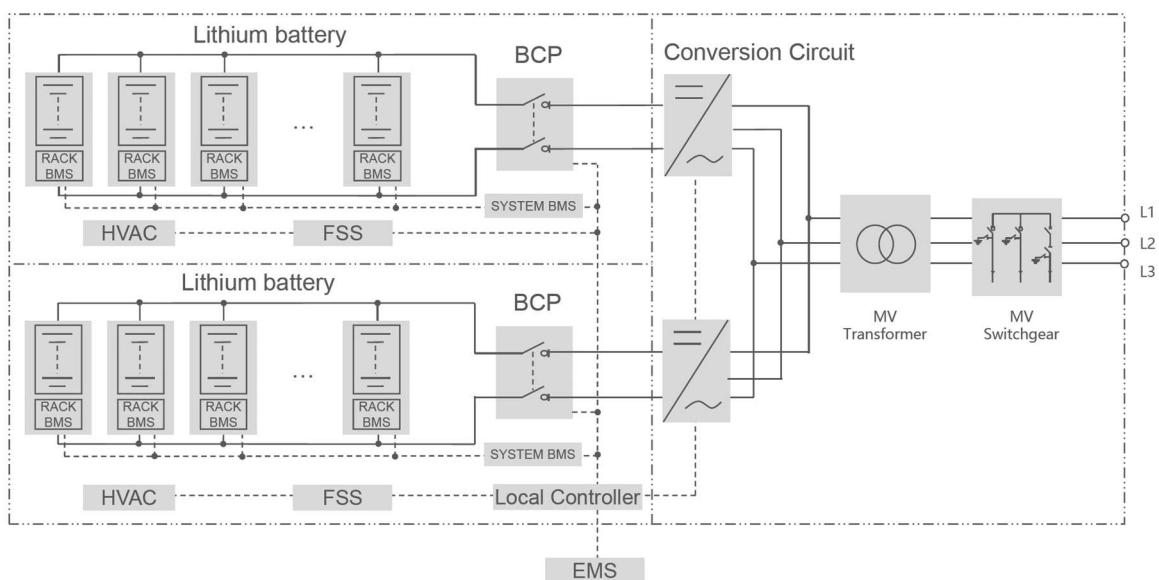 Lithium battery
BCP
Conversion Circuit
RACK
BMS
RACK
BMS
RACK
BMS
...
RACK
BMS
SYSTEM BMS
HVAC
FSS
L1
L2
L3
MV
Transformer
MV
Switchgear
Lithium battery
BCP
RACK
BMS
RACK
BMS
RACK
BMS
...
RACK
BMS
SYSTEM BMS
HVAC
FSS
Local Controller
EMS